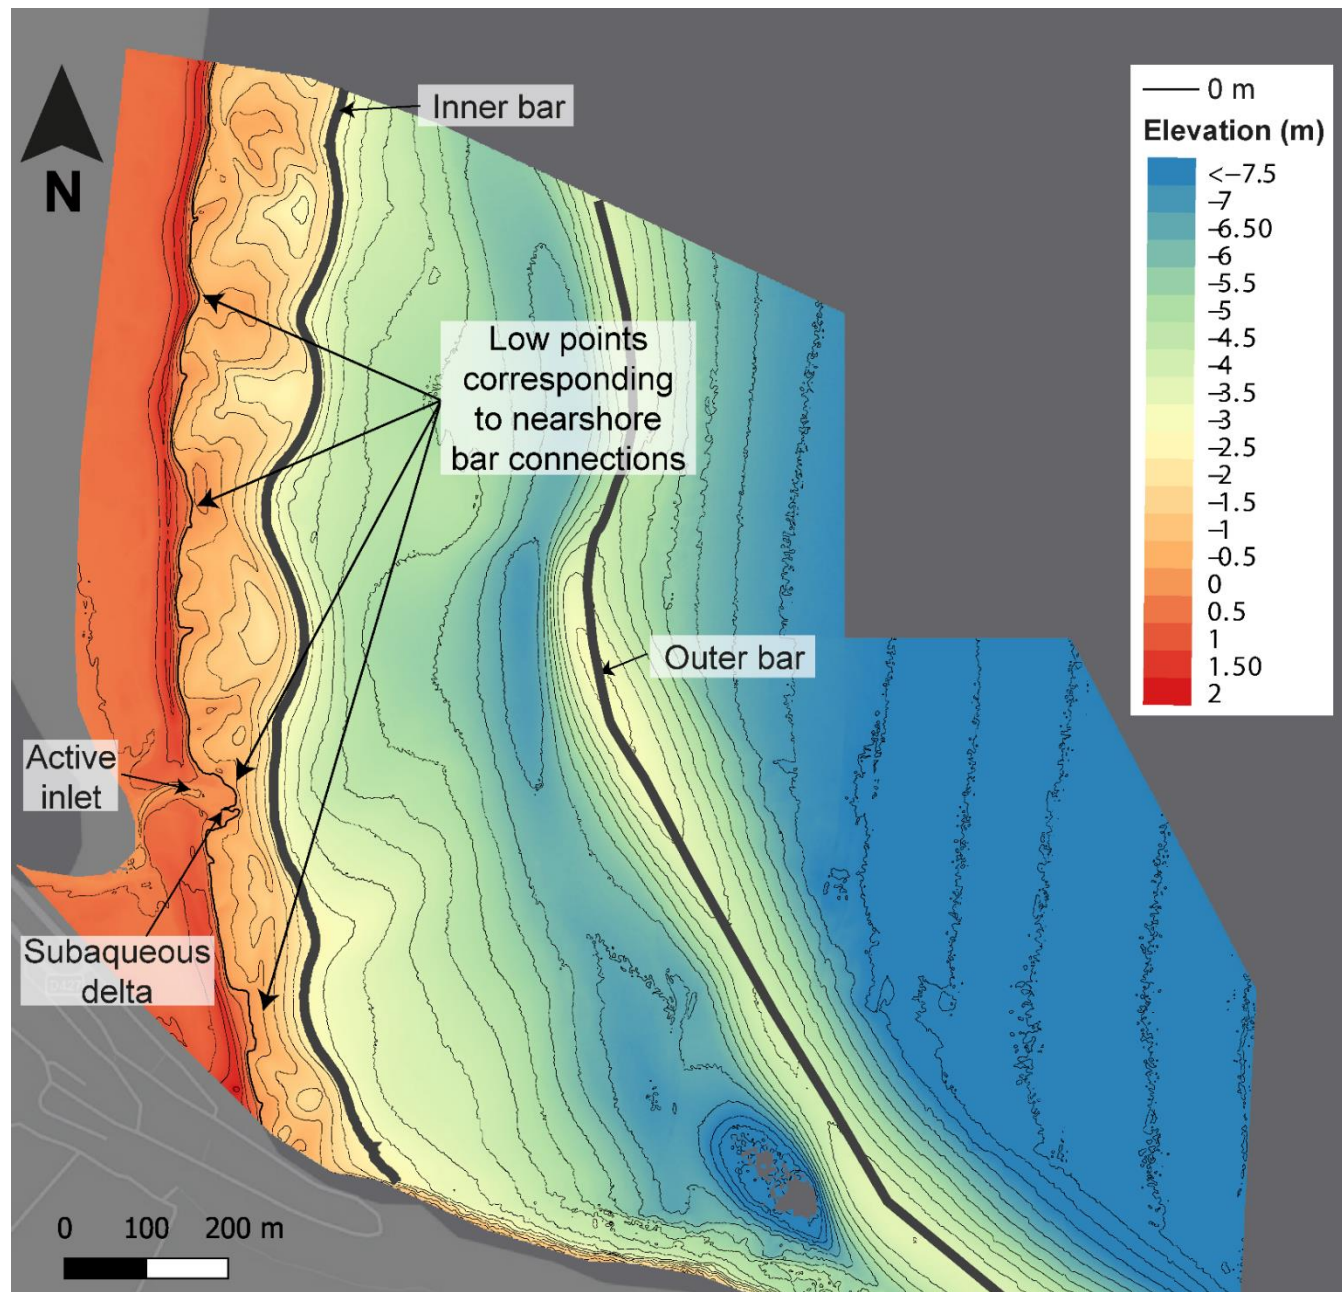 N
Inner bar
Low points
corresponding
to nearshore
bar connections
Outer bar
Active
inlet
Subaqueous
delta
0 100 200 m
0 m
Elevation (m)
<−7.5
−7
−6.50
−6
−5.5
−5
−4.5
−4
−3.5
−3
−2.5
−2
−1.5
−1
−0.5
0
0.5
1
1.50
2